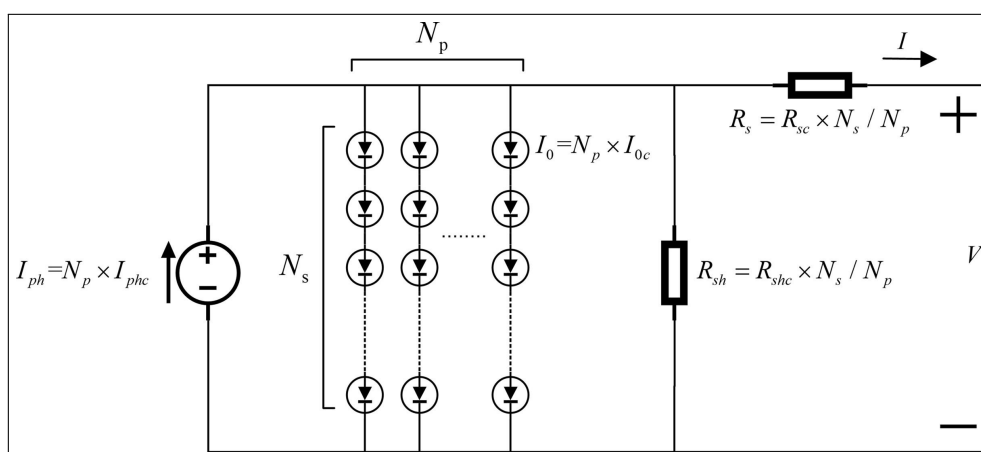 N_p
I
R_s = R_sc × N_s / N_p
+
I_0=N_p × I_0c
N_s
........
+
−
I_ph=N_p × I_phc
R_sh = R_shc × N_s / N_p
V
−